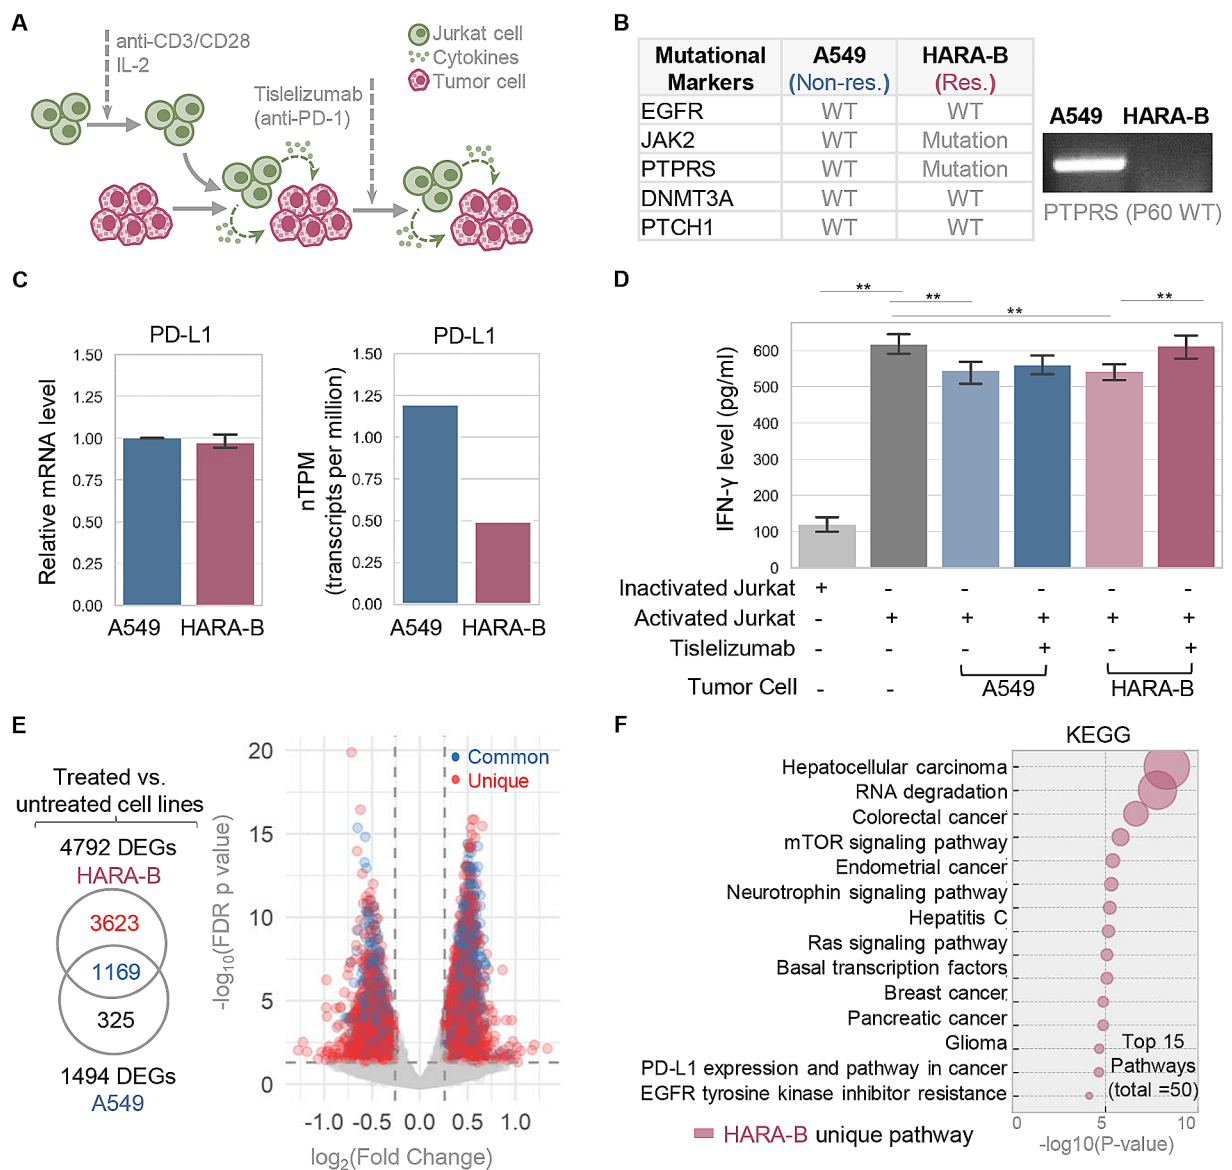 A
anti-CD3/CD28
IL-2
Tislelizumab
(anti-PD-1)
Jurkat cell
Cytokines
Tumor cell
B
Mutational Markers A549 (Non-res.) HARA-B (Res.)
EGFR WT WT
JAK2 WT Mutation
PTPRS WT Mutation
DNMT3A WT WT
PTCH1 WT WT
A549 HARA-B
PTPRS (P60 WT)
C
PD-L1
Relative mRNA level
1.50
1.25
1.00
0.75
0.50
0.25
0.00
A549 HARA-B
PD-L1
nTPM
(transcripts per million)
1.50
1.25
1.00
0.75
0.50
0.25
0.00
A549 HARA-B
D
** ** ** **
IFN-γ level (pg/ml)
600
500
400
300
200
100
0
Inactivated Jurkat + - - - - -
Activated Jurkat - + + + + +
Tislelizumab - - - + - +
Tumor Cell - - A549 HARA-B
E
Treated vs.
untreated cell lines
4792 DEGs
HARA-B
3623
1169
325
1494 DEGs
A549
-log10(FDR p value)
20
15
10
5
0
Common
Unique
-1.0 -0.5 0.0 0.5 1.0
log2(Fold Change)
F
KEGG
Hepatocellular carcinoma
RNA degradation
Colorectal cancer
mTOR signaling pathway
Endometrial cancer
Neurotrophin signaling pathway
Hepatitis C
Ras signaling pathway
Basal transcription factors
Breast cancer
Pancreatic cancer
Glioma
PD-L1 expression and pathway in cancer
EGFR tyrosine kinase inhibitor resistance
Top 15
Pathways
(total =50)
0 5 10
-log10(P-value)
HARA-B unique pathway